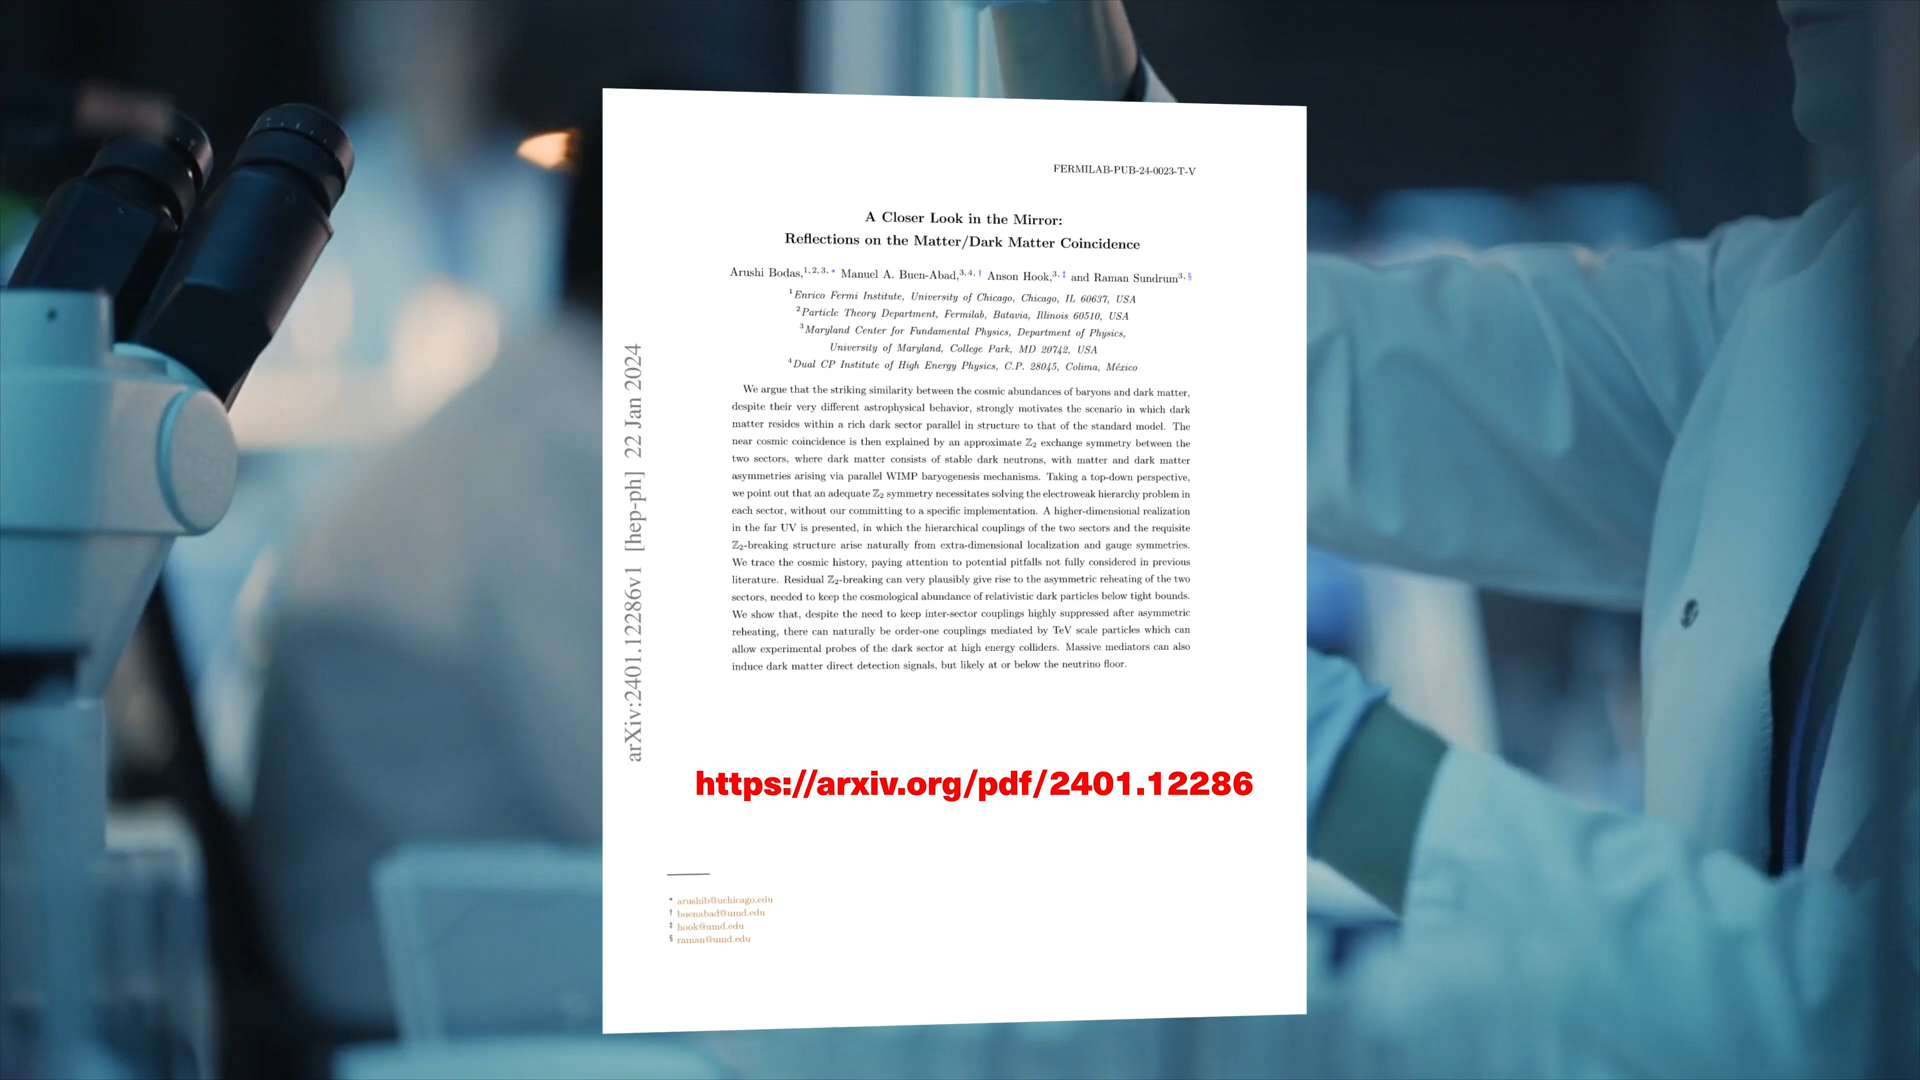 FERMILAB-PUB-24-0023-T-V
A Closer Look in the Mirror:
Reflections on the Matter/Dark Matter Coincidence
Arushi Bodas,1, 2, 3, * Manuel A. Buen-Abad,3, 4, † Anson Hook,3, ‡ and Raman Sundrum3, §
1Enrico Fermi Institute, University of Chicago, Chicago, IL 60637, USA
2Particle Theory Department, Fermilab, Batavia, Illinois 60510, USA
3Maryland Center for Fundamental Physics, Department of Physics,
University of Maryland, College Park, MD 20742, USA
4Dual CP Institute of High Energy Physics, C.P. 28045, Colima, México
We argue that the striking similarity between the cosmic abundances of baryons and dark matter,
despite their very different astrophysical behavior, strongly motivates the scenario in which dark
matter resides within a rich dark sector parallel in structure to that of the standard model. The
near cosmic coincidence is then explained by an approximate ℤ2 exchange symmetry between the
two sectors, where dark matter consists of stable dark neutrons, with matter and dark matter
asymmetries arising via parallel WIMP baryogenesis mechanisms. Taking a top-down perspective,
we point out that an adequate ℤ2 symmetry necessitates solving the electroweak hierarchy problem in
each sector, without our committing to a specific implementation. A higher-dimensional realization
in the far UV is presented, in which the hierarchical couplings of the two sectors and the requisite
ℤ2-breaking structure arise naturally from extra-dimensional localization and gauge symmetries.
We trace the cosmic history, paying attention to potential pitfalls not fully considered in previous
literature. Residual ℤ2-breaking can very plausibly give rise to the asymmetric reheating of the two
sectors, needed to keep the cosmological abundance of relativistic dark particles below tight bounds.
We show that, despite the need to keep inter-sector couplings highly suppressed after asymmetric
reheating, there can naturally be order-one couplings mediated by TeV scale particles which can
allow experimental probes of the dark sector at high energy colliders. Massive mediators can also
induce dark matter direct detection signals, but likely at or below the neutrino floor.
arXiv:2401.12286v1 [hep-ph] 22 Jan 2024
https://arxiv.org/pdf/2401.12286
* arushib@uchicago.edu
† buenabad@umd.edu
‡ hook@umd.edu
§ raman@umd.edu